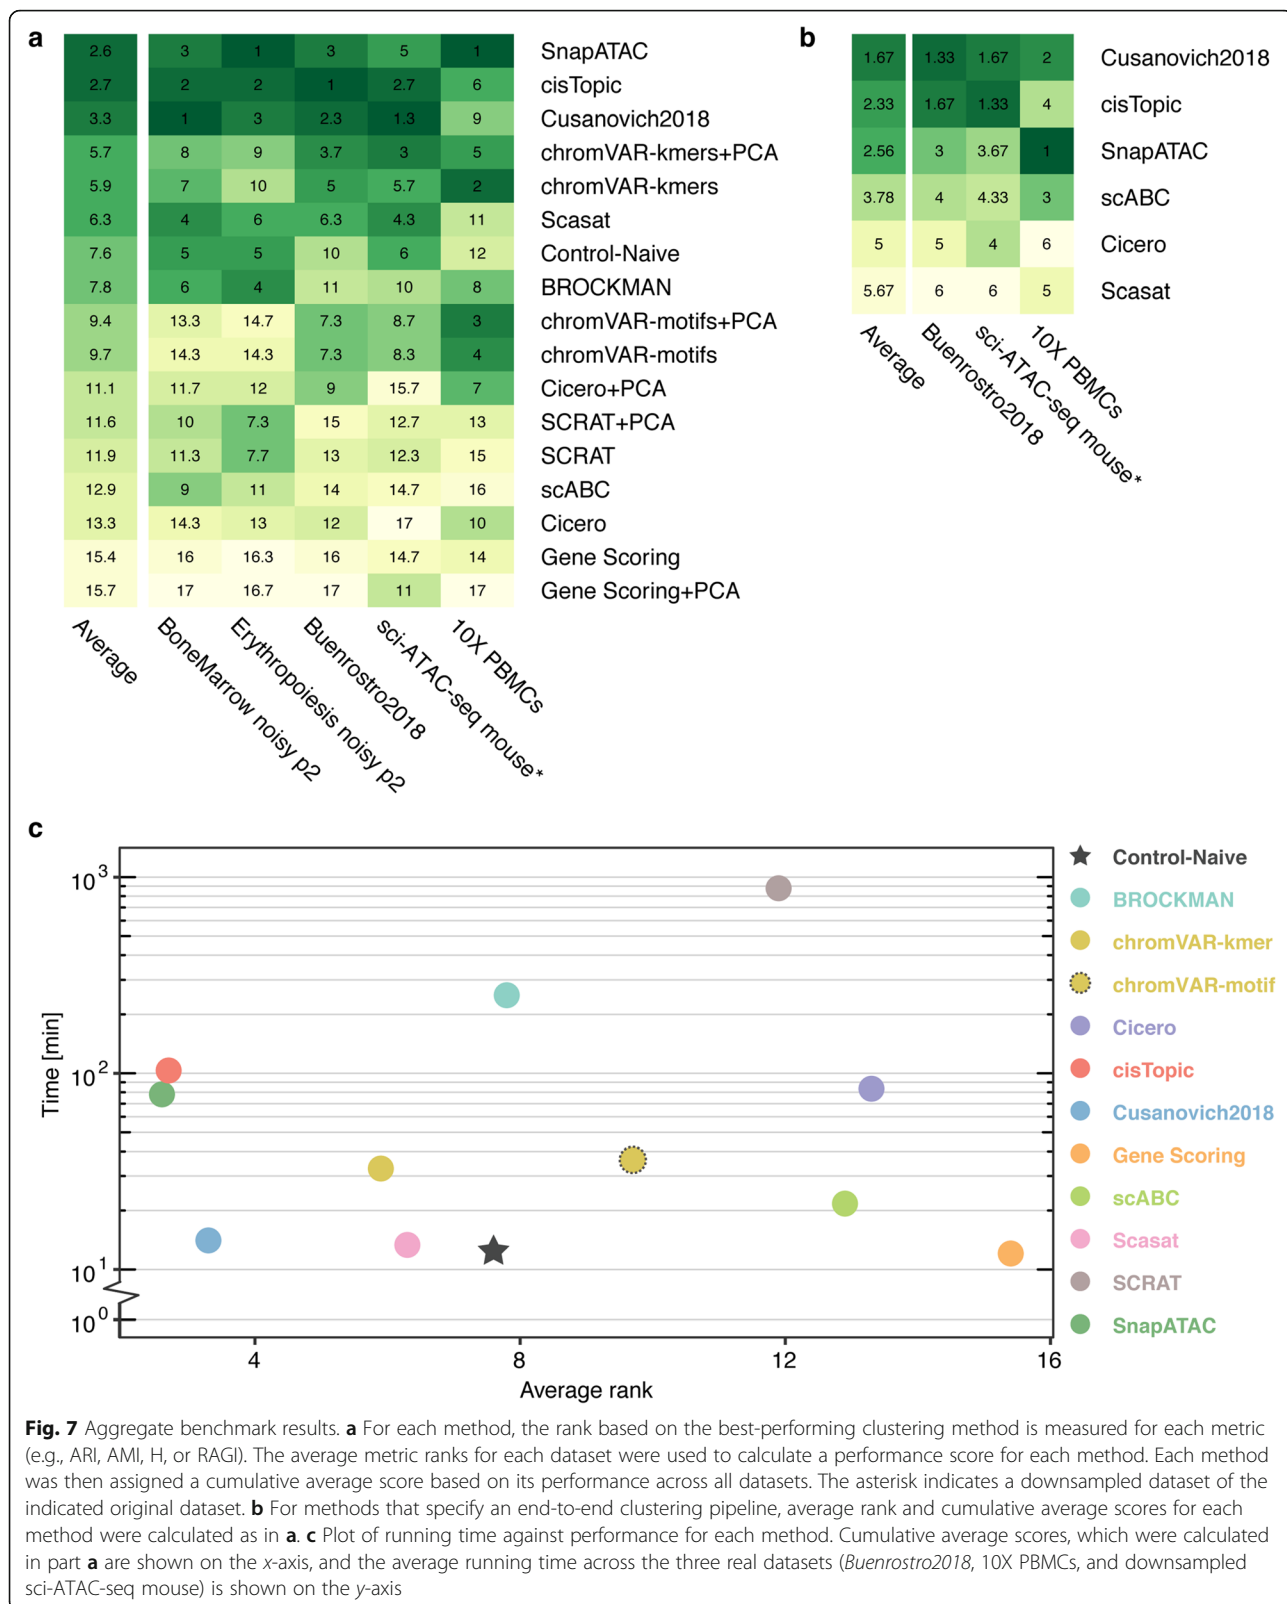 a
2.6 3 1 3 5 1 SnapATAC
2.7 2 2 1 2.7 6 cisTopic
3.3 1 3 2.3 1.3 9 Cusanovich2018
5.7 8 9 3.7 3 5 chromVAR-kmers+PCA
5.9 7 10 5 5.7 2 chromVAR-kmers
6.3 4 6 6.3 4.3 11 Scasat
7.6 5 5 10 6 12 Control-Naive
7.8 6 4 11 10 8 BROCKMAN
9.4 13.3 14.7 7.3 8.7 3 chromVAR-motifs+PCA
9.7 14.3 14.3 7.3 8.3 4 chromVAR-motifs
11.1 11.7 12 9 15.7 7 Cicero+PCA
11.6 10 7.3 15 12.7 13 SCRAT+PCA
11.9 11.3 7.7 13 12.3 15 SCRAT
12.9 9 11 14 14.7 16 scABC
13.3 14.3 13 12 17 10 Cicero
15.4 16 16.3 16 14.7 14 Gene Scoring
15.7 17 16.7 17 11 17 Gene Scoring+PCA
Average
BoneMarrow noisy p2
Erythropoiesis noisy p2
Buenrostro2018
sci-ATAC-seq mouse*
10X PBMCs
b
1.67 1.33 1.67 2 Cusanovich2018
2.33 1.67 1.33 4 cisTopic
2.56 3 3.67 1 SnapATAC
3.78 4 4.33 3 scABC
5 5 4 6 Cicero
5.67 6 6 5 Scasat
Average
Buenrostro2018
sci-ATAC-seq mouse*
10X PBMCs
c
Time [min]
10³
10²
10¹
10⁰
4 8 12 16
Average rank
Control-Naive
BROCKMAN
chromVAR-kmer
chromVAR-motif
Cicero
cisTopic
Cusanovich2018
Gene Scoring
scABC
Scasat
SCRAT
SnapATAC
Fig. 7 Aggregate benchmark results. a For each method, the rank based on the best-performing clustering method is measured for each metric
(e.g., ARI, AMI, H, or RAGI). The average metric ranks for each dataset were used to calculate a performance score for each method. Each method
was then assigned a cumulative average score based on its performance across all datasets. The asterisk indicates a downsampled dataset of the
indicated original dataset. b For methods that specify an end-to-end clustering pipeline, average rank and cumulative average scores for each
method were calculated as in a. c Plot of running time against performance for each method. Cumulative average scores, which were calculated
in part a are shown on the x-axis, and the average running time across the three real datasets (Buenrostro2018, 10X PBMCs, and downsampled
sci-ATAC-seq mouse) is shown on the y-axis